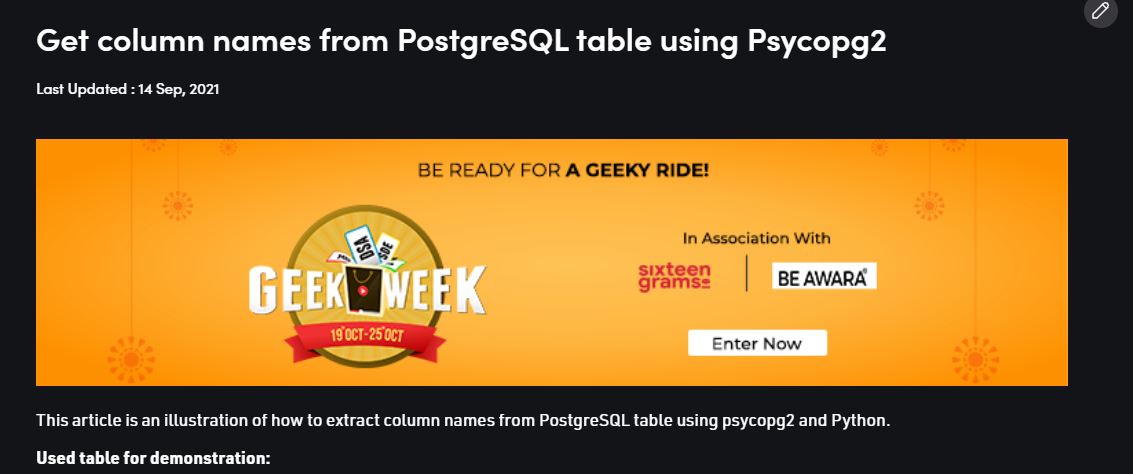 Get column names from PostgreSQL table using Psycopg2
Last Updated : 14 Sep, 2021
BE READY FOR A GEEKY RIDE!
DSA
GEEK WEEK
19 OCT-25 OCT
In Association With
sixteen
grams
BE AWARA
Enter Now
This article is an illustration of how to extract column names from PostgreSQL table using psycopg2 and Python.
Used table for demonstration: